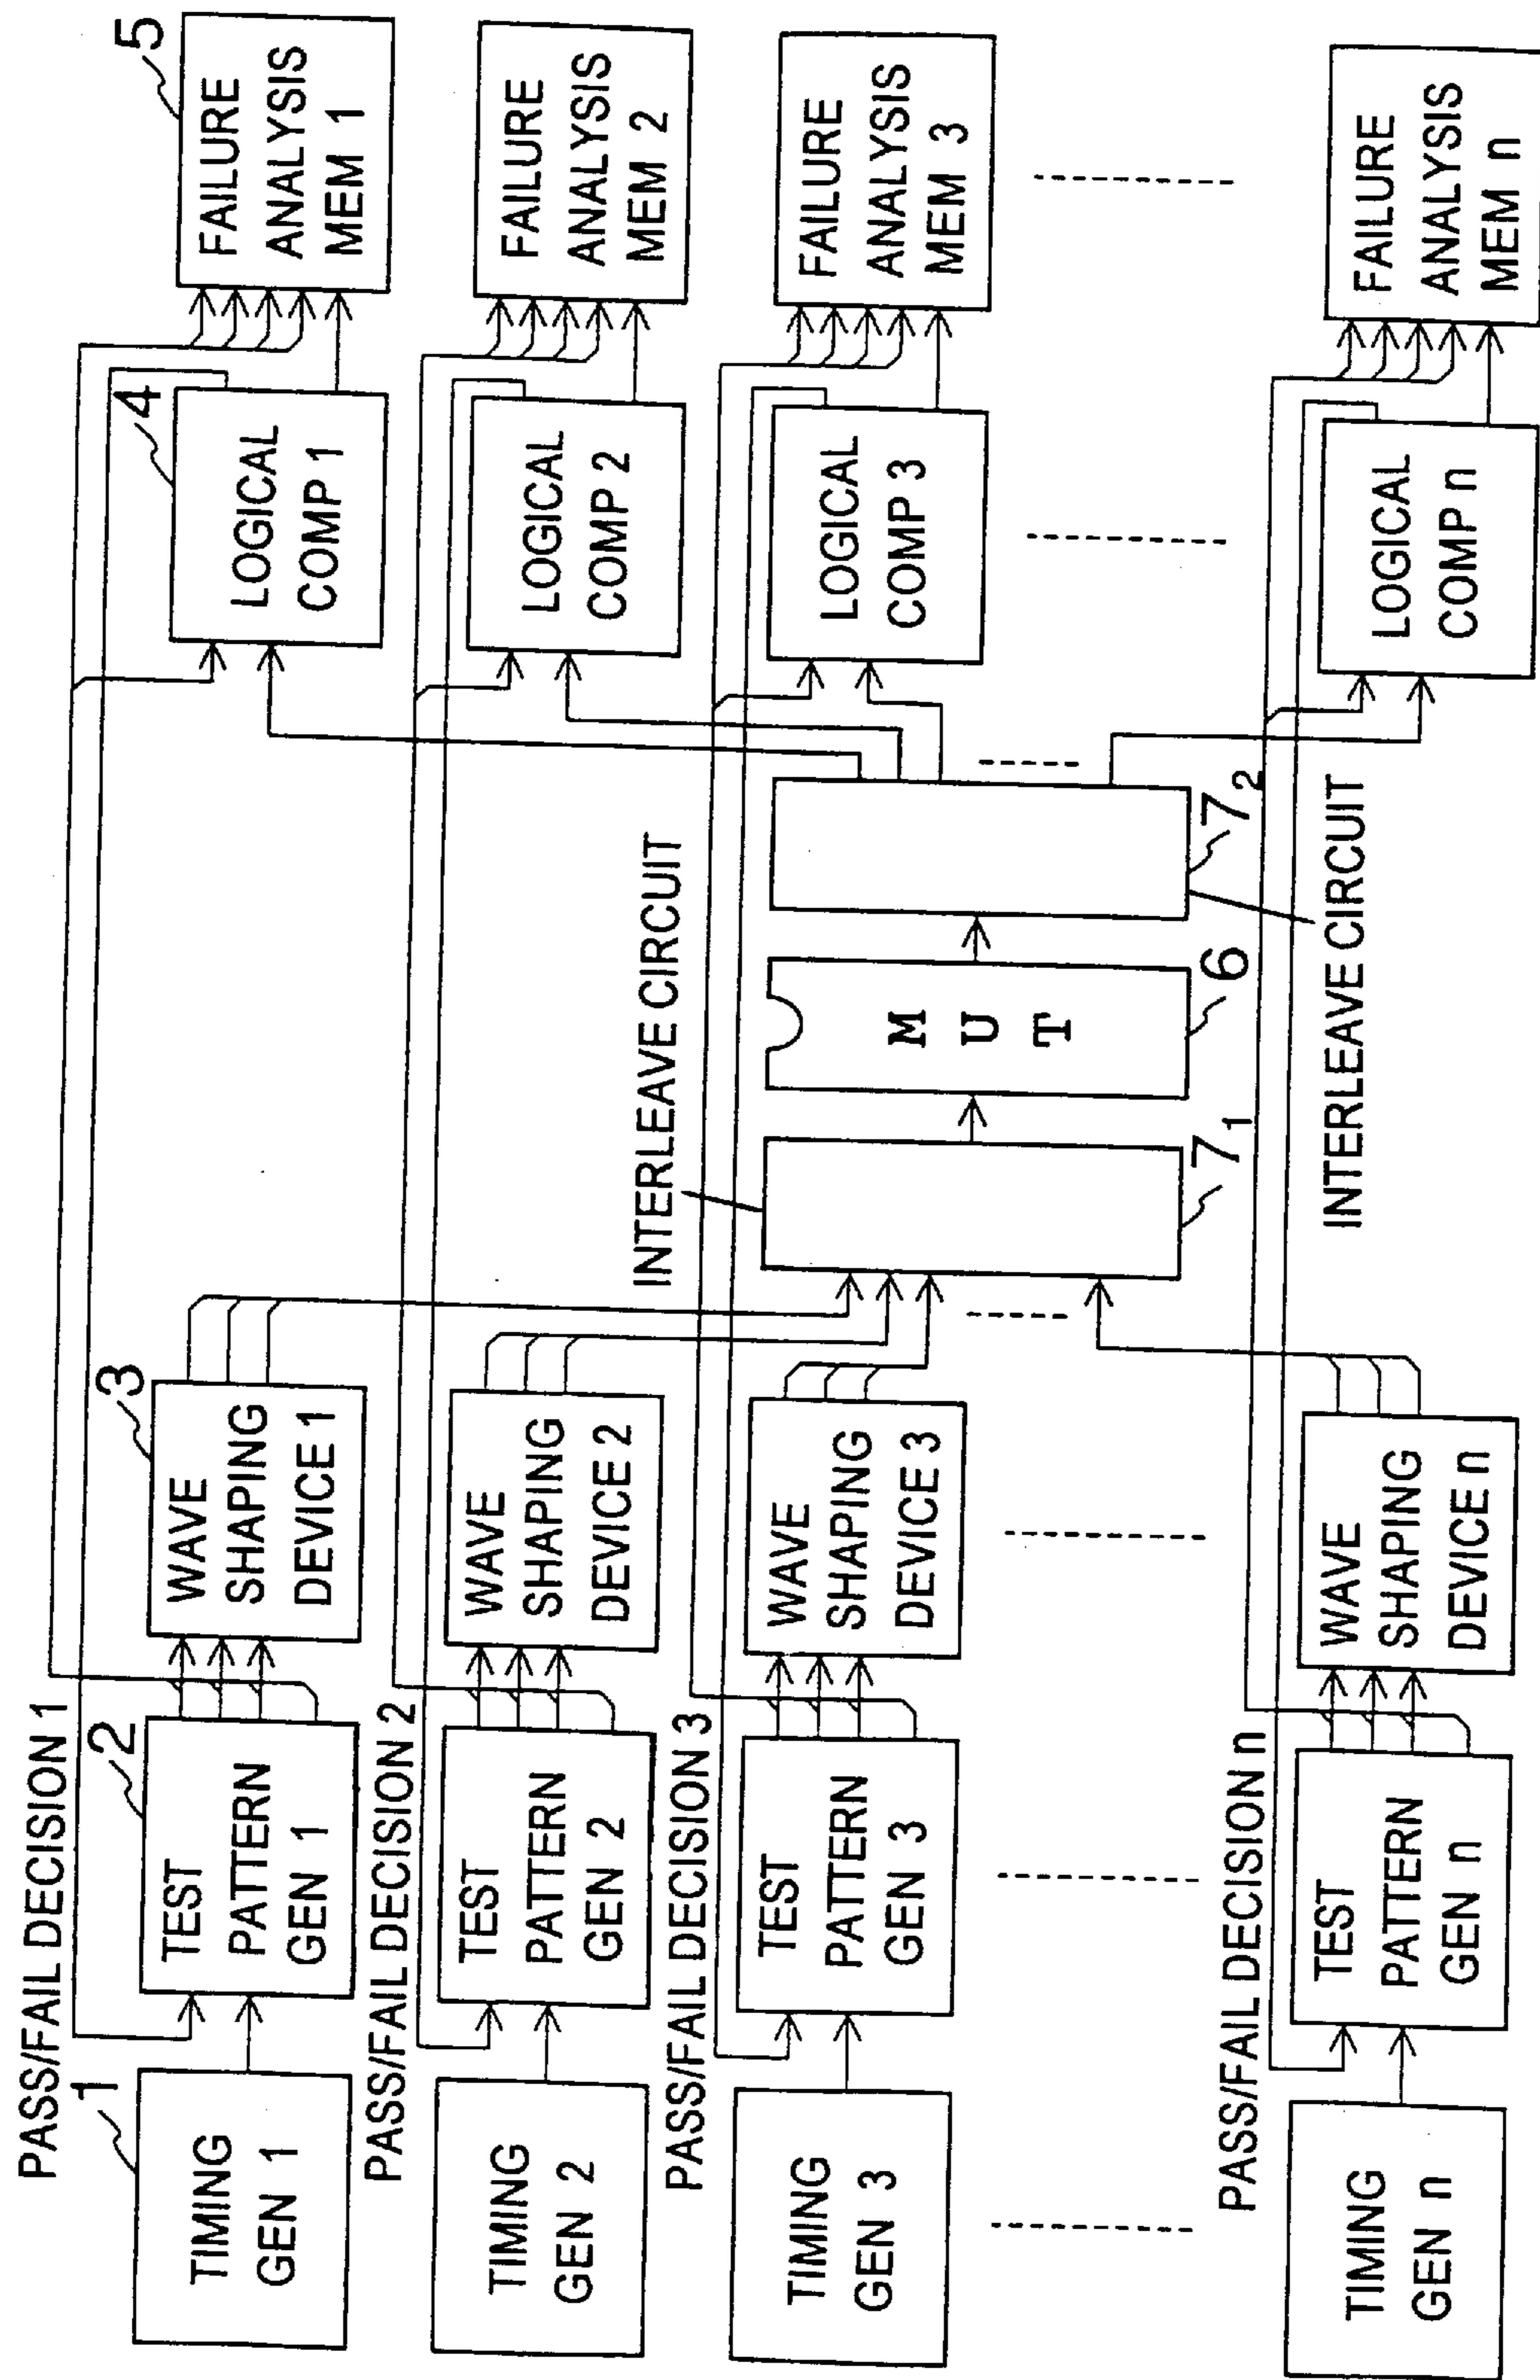 PASS/FAIL DECISION 1
1
TIMING
GEN 1
2
TEST
PATTERN
GEN 1
3
WAVE
SHAPING
DEVICE 1
4
LOGICAL
COMP 1
5
FAILURE
ANALYSIS
MEM 1
PASS/FAIL DECISION 2
TIMING
GEN 2
TEST
PATTERN
GEN 2
WAVE
SHAPING
DEVICE 2
LOGICAL
COMP 2
FAILURE
ANALYSIS
MEM 2
PASS/FAIL DECISION 3
TIMING
GEN 3
TEST
PATTERN
GEN 3
WAVE
SHAPING
DEVICE 3
INTERLEAVE CIRCUIT
7₁
M
U
T
6
7₂
INTERLEAVE CIRCUIT
LOGICAL
COMP 3
FAILURE
ANALYSIS
MEM 3
PASS/FAIL DECISION n
TIMING
GEN n
TEST
PATTERN
GEN n
WAVE
SHAPING
DEVICE n
LOGICAL
COMP n
FAILURE
ANALYSIS
MEM n